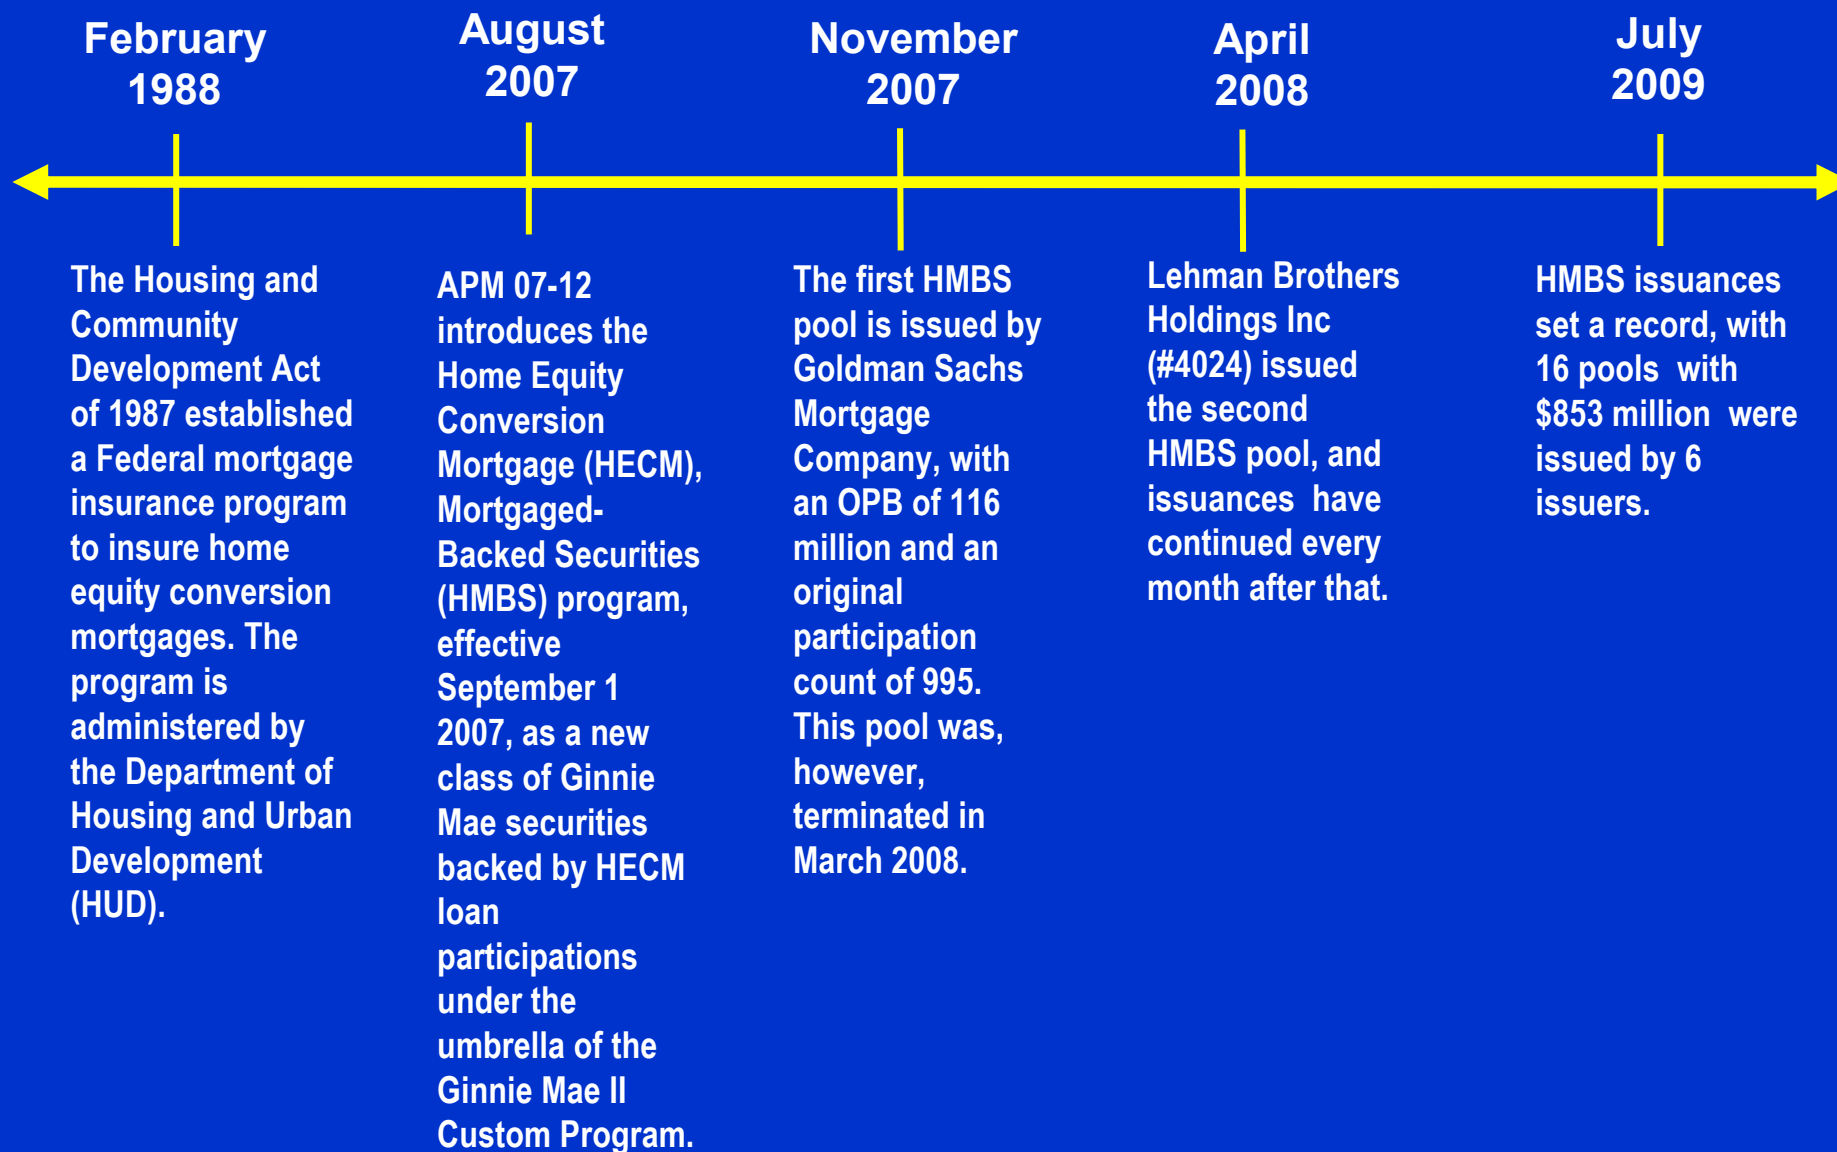 February
1988
The Housing and
Community
Development Act
of 1987 established
a Federal mortgage
insurance program
to insure home
equity conversion
mortgages. The
program is
administered by
the Department of
Housing and Urban
Development
(HUD).
August
2007
APM 07-12
introduces the
Home Equity
Conversion
Mortgage (HECM),
Mortgaged-
Backed Securities
(HMBS) program,
effective
September 1
2007, as a new
class of Ginnie
Mae securities
backed by HECM
loan
participations
under the
umbrella of the
Ginnie Mae II
Custom Program.
November
2007
The first HMBS
pool is issued by
Goldman Sachs
Mortgage
Company, with
an OPB of 116
million and an
original
participation
count of 995.
This pool was,
however,
terminated in
March 2008.
April
2008
Lehman Brothers
Holdings Inc
(#4024) issued
the second
HMBS pool, and
issuances have
continued every
month after that.
July
2009
HMBS issuances
set a record, with
16 pools with
$853 million were
issued by 6
issuers.